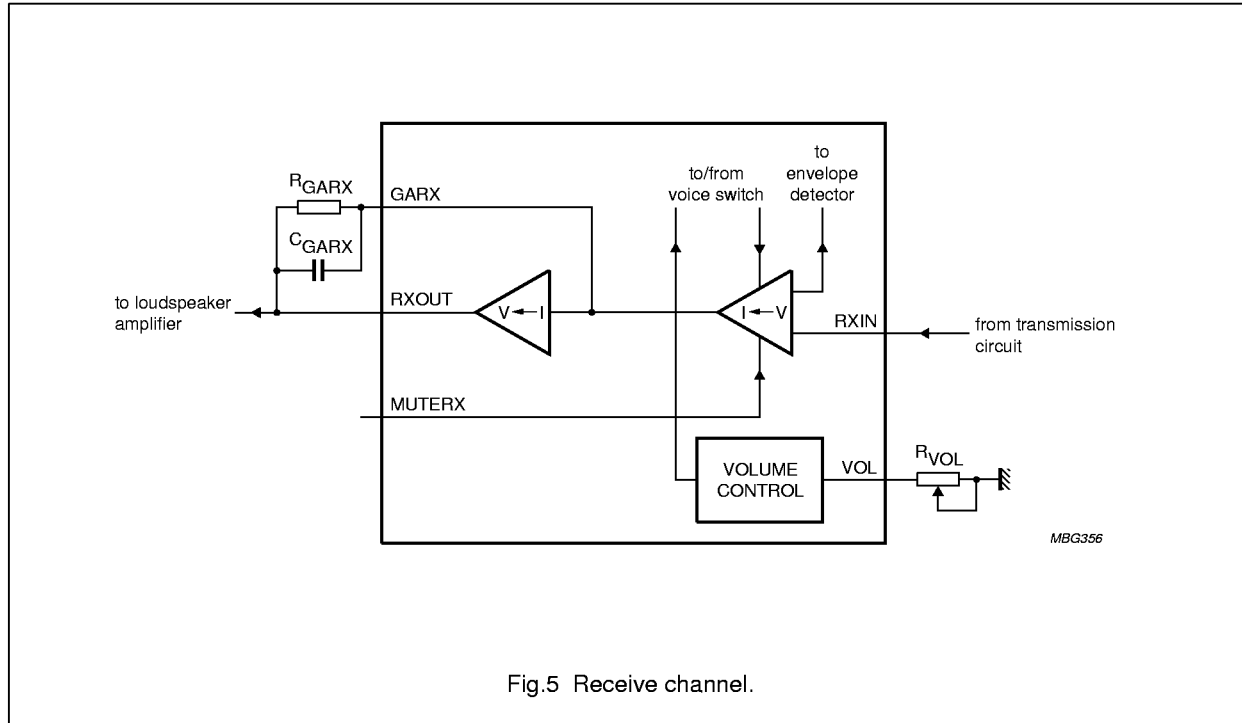 to/from
voice switch
to
envelope
detector
RGARX
GARX
CGARX
to loudspeaker
amplifier
RXOUT
V I
I V
RXIN
from transmission
circuit
MUTERX
VOLUME
CONTROL
VOL
RVOL
MBG356
Fig.5 Receive channel.